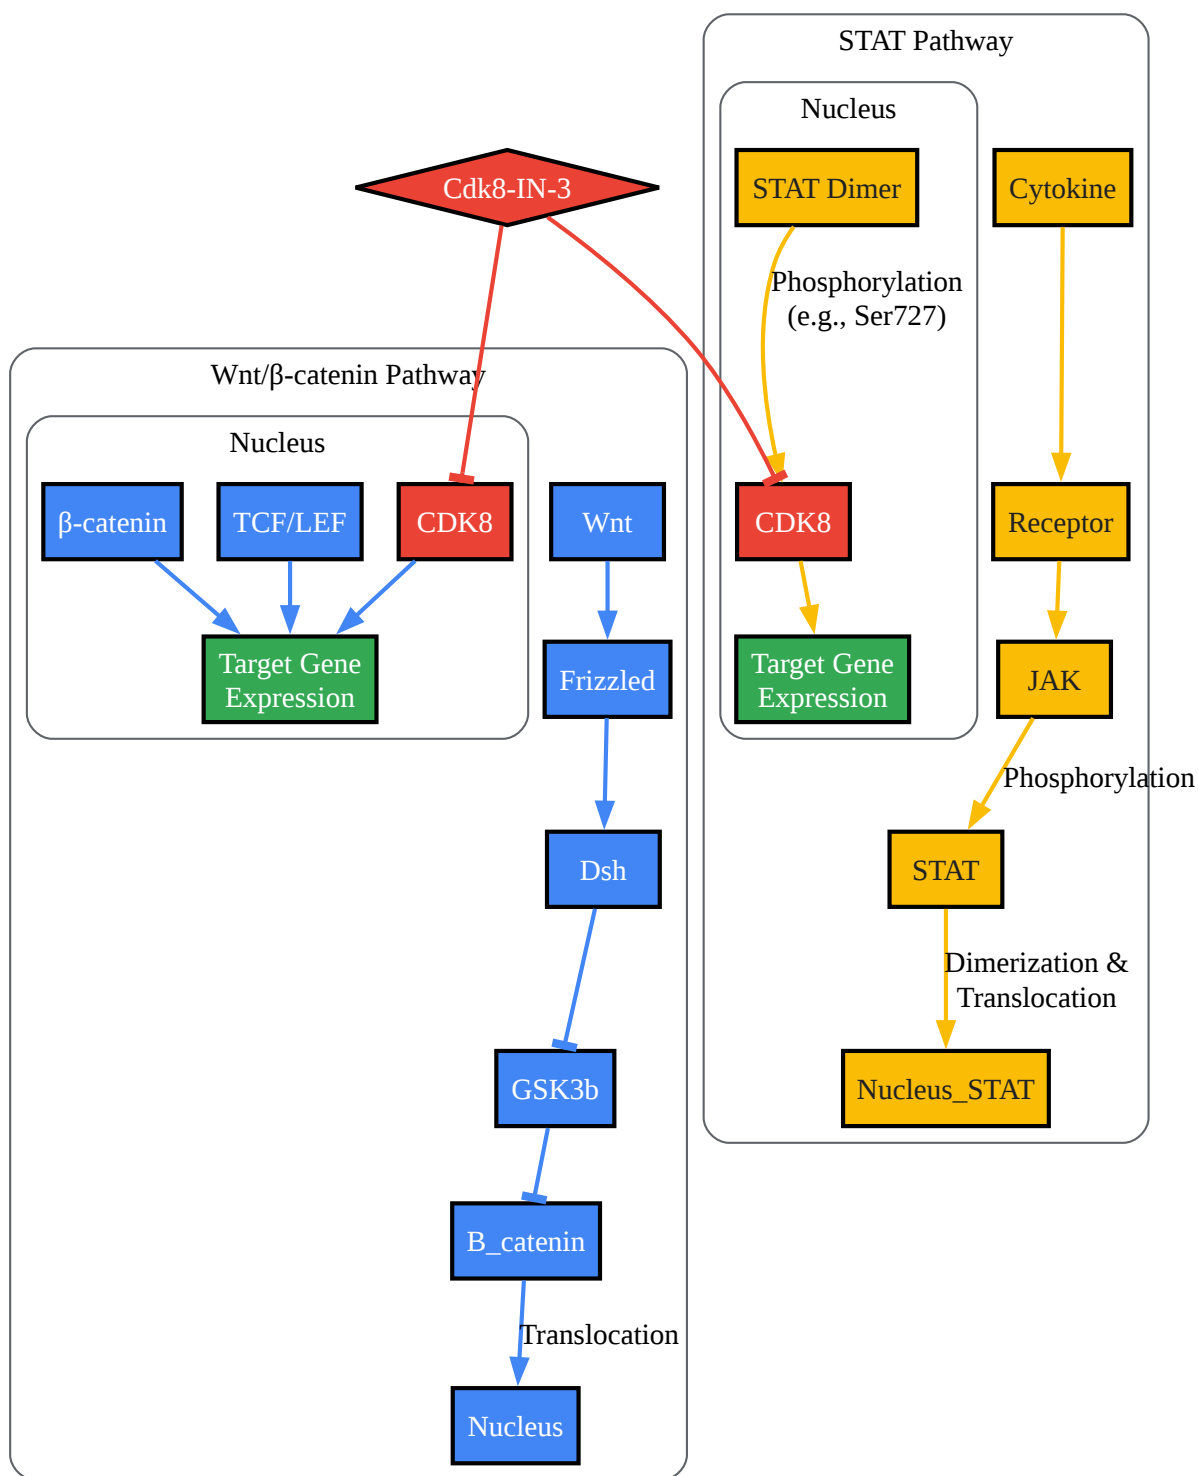 STAT Pathway
Nucleus
Cdk8-IN-3
STAT Dimer
Cytokine
Phosphorylation
(e.g., Ser727)
Wnt/β-catenin Pathway
Nucleus
β-catenin
TCF/LEF
CDK8
Wnt
CDK8
Receptor
Target Gene
Expression
Frizzled
Target Gene
Expression
JAK
Phosphorylation
Dsh
STAT
Dimerization &
Translocation
GSK3b
Nucleus_STAT
B_catenin
Translocation
Nucleus